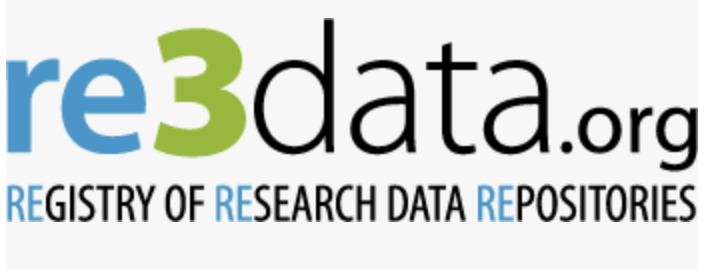 re3data.org
REGISTRY OF RESEARCH DATA REPOSITORIES